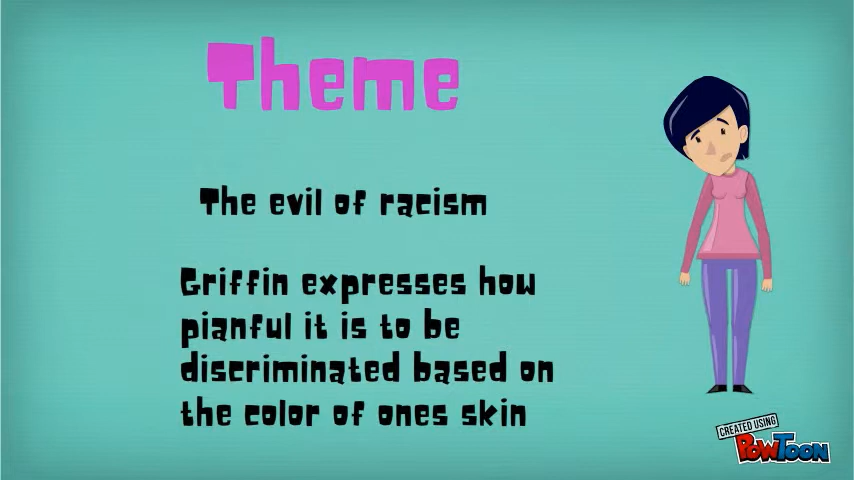 Theme
The evil of racism
Griffin expresses how
pianful it is to be
discriminated based on
the color of ones skin
CREATED USING
POWTOON